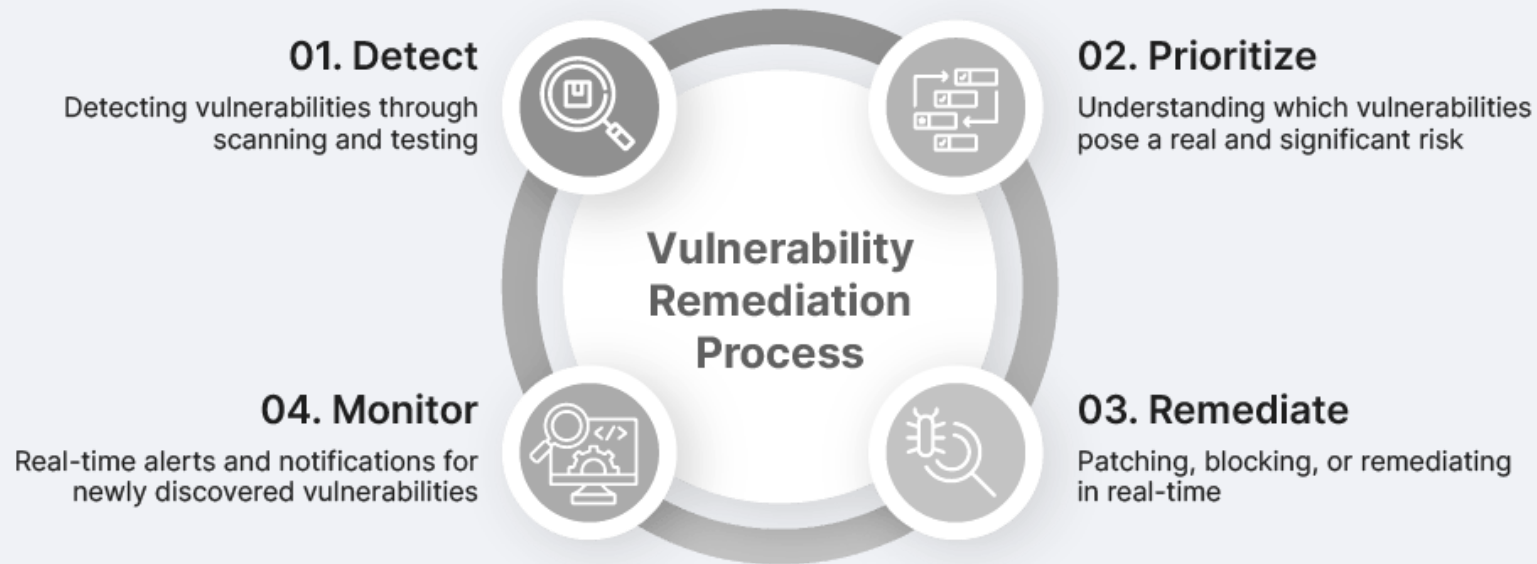 01. Detect
Detecting vulnerabilities through
scanning and testing
02. Prioritize
Understanding which vulnerabilities
pose a real and significant risk
Vulnerability
Remediation
Process
03. Remediate
Patching, blocking, or remediating
in real-time
04. Monitor
Real-time alerts and notifications for
newly discovered vulnerabilities